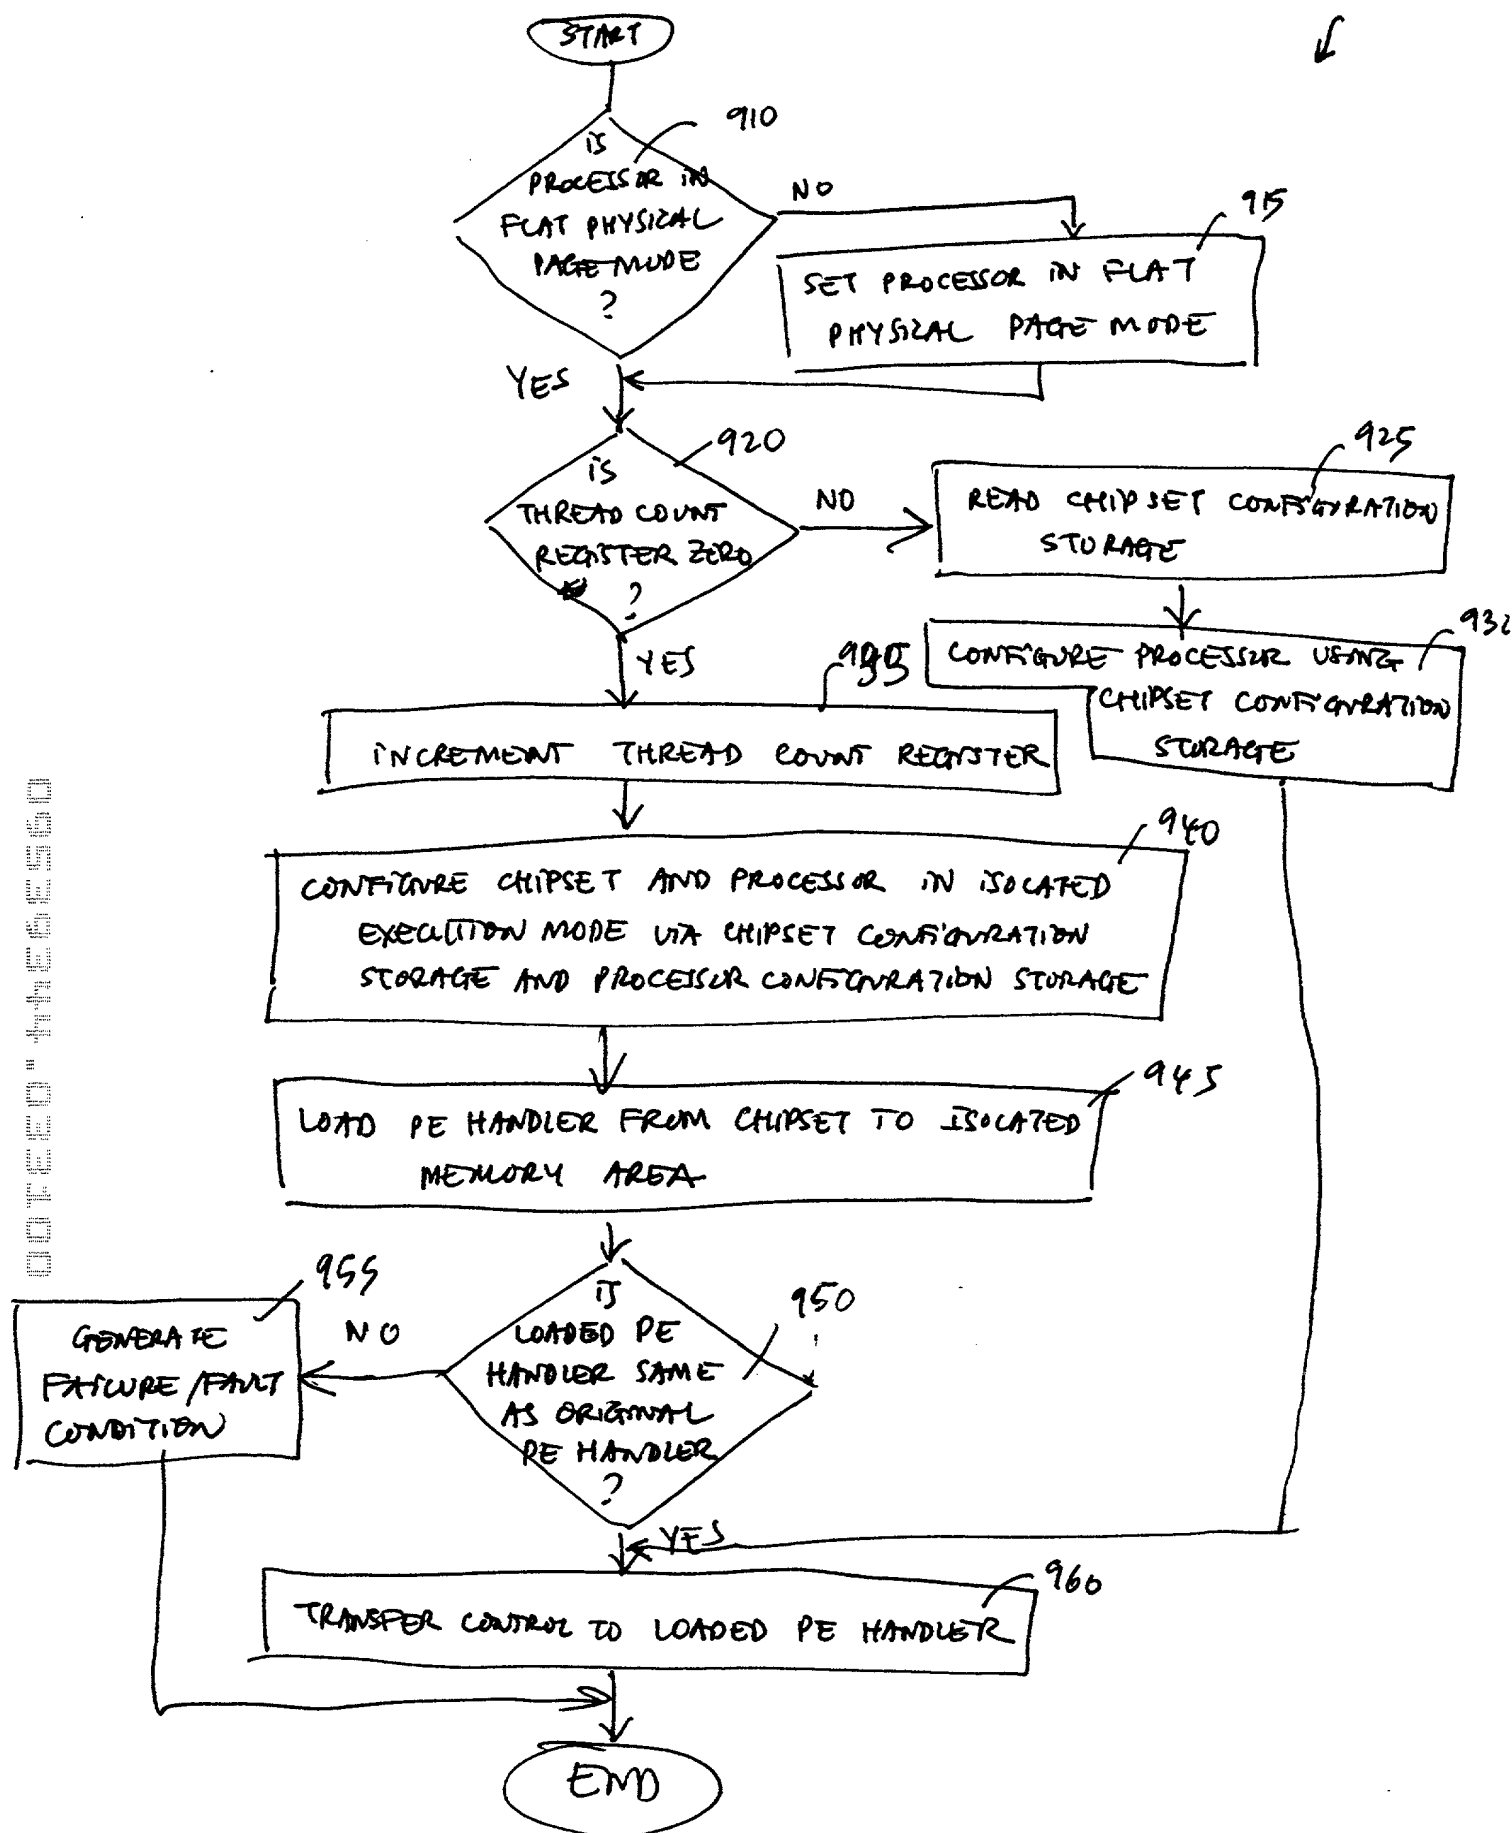 START
910
iS
PROCESSOR iN
FLAT PHYSICAL
PAGE MODE
?
NO
915
SET PROCESSOR iN FLAT
PHYSICAL PAGE MODE
YES
920
iS
THREAD COUNT
REGISTER ZERO
?
NO
925
READ CHIPSET CONFIGURATION
STORAGE
YES
CONFIGURE PROCESSOR USING
CHIPSET CONFIGURATION
STORAGE
INCREMENT THREAD COUNT REGISTER
940
CONFIGURE CHIPSET AND PROCESSOR iN iSOLATED
EXECUTION MODE VIA CHIPSET CONFIGURATION
STORAGE AND PROCESSOR CONFIGURATION STORAGE
945
LOAD PE HANDLER FROM CHIPSET TO ISOLATED
MEMORY AREA
955
GENERATE
FAILURE/FAULT
CONDITION
NO
950
iS
LOADED PE
HANDLER SAME
AS ORIGINAL
PE HANDLER
?
YES
960
TRANSFER CONTROL TO LOADED PE HANDLER
END